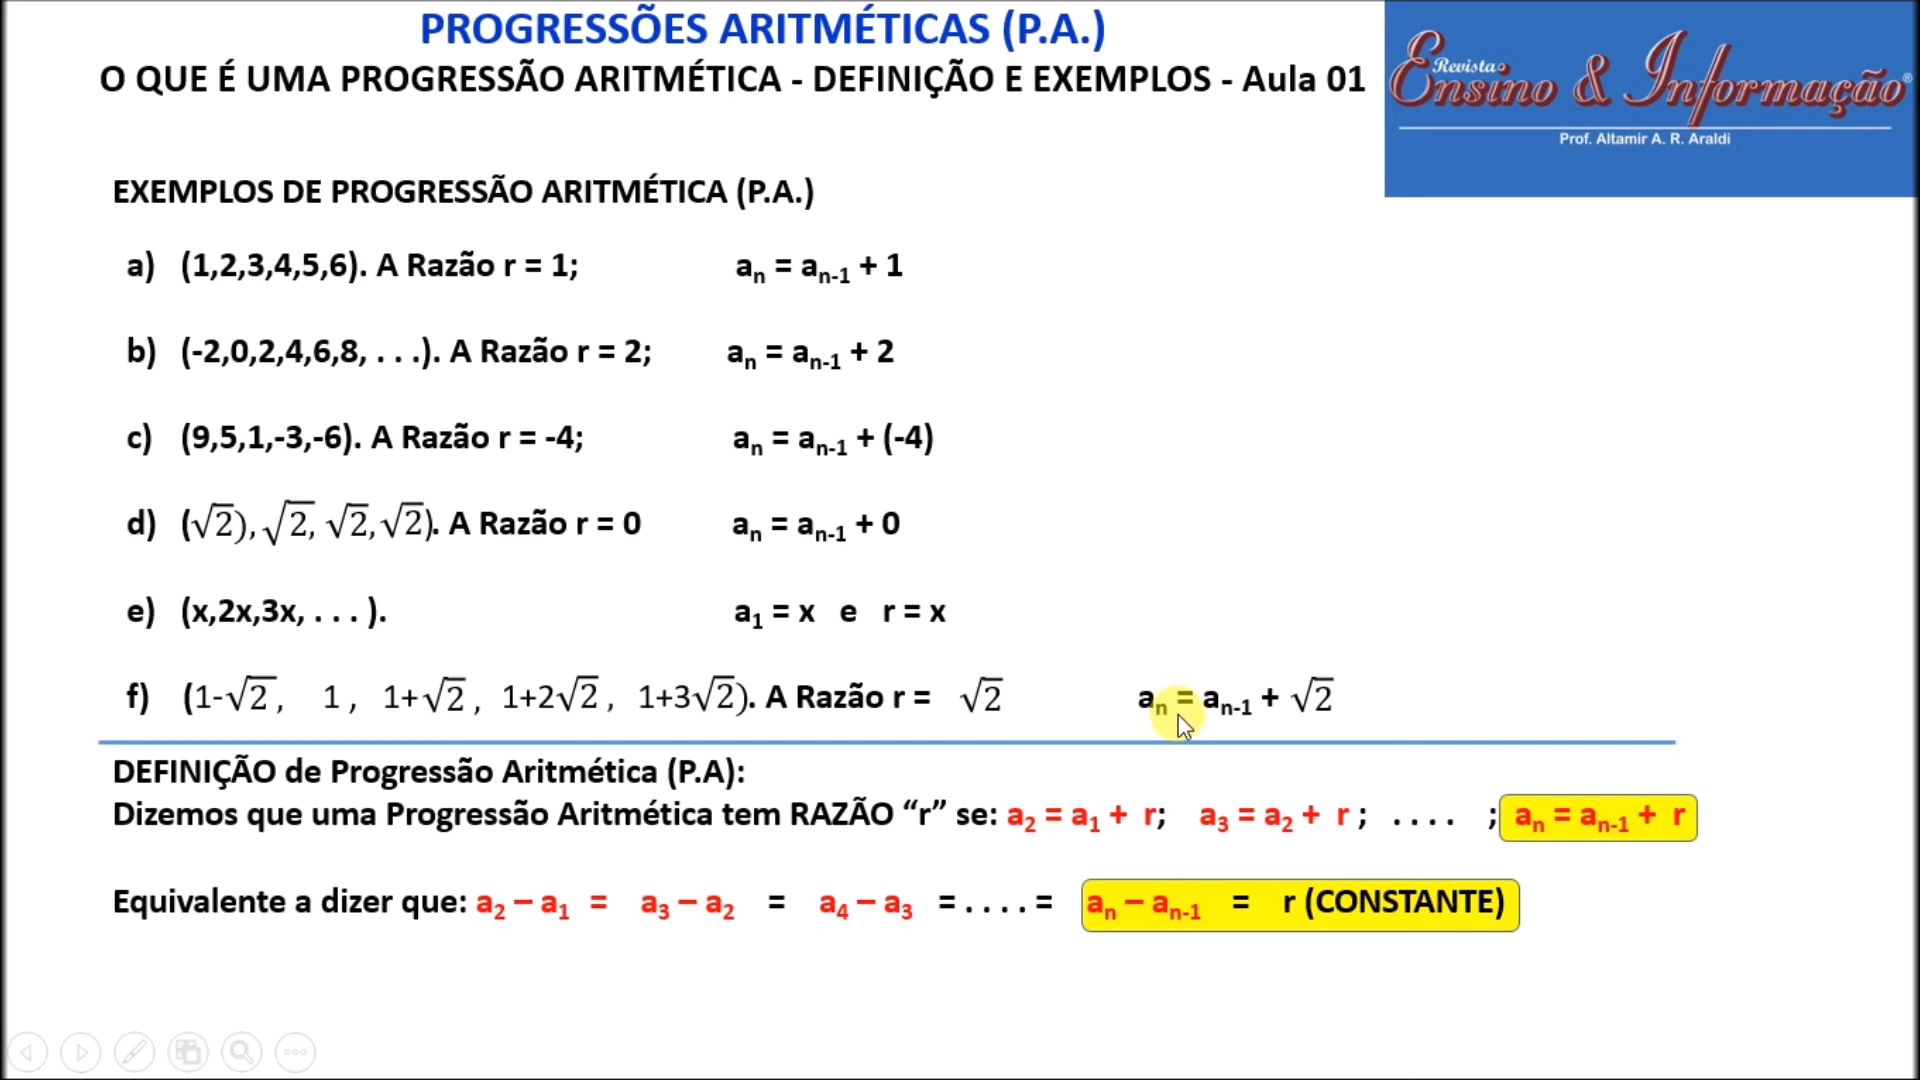 PROGRESSÕES ARITMÉTICAS (P.A.)
O QUE É UMA PROGRESSÃO ARITMÉTICA - DEFINIÇÃO E EXEMPLOS - Aula 01
Revista
Ensino & Informação®
Prof. Altamir A. R. Araldi
EXEMPLOS DE PROGRESSÃO ARITMÉTICA (P.A.)
a) (1,2,3,4,5,6). A Razão r = 1; aₙ = aₙ₋₁ + 1
b) (-2,0,2,4,6,8, . . .). A Razão r = 2; aₙ = aₙ₋₁ + 2
c) (9,5,1,-3,-6). A Razão r = -4; aₙ = aₙ₋₁ + (-4)
d) (√2), √2, √2, √2). A Razão r = 0 aₙ = aₙ₋₁ + 0
e) (x,2x,3x, . . . ). a₁ = x e r = x
f) (1-√2 , 1 , 1+√2 , 1+2√2 , 1+3√2). A Razão r = √2 aₙ = aₙ₋₁ + √2
DEFINIÇÃO de Progressão Aritmética (P.A):
Dizemos que uma Progressão Aritmética tem RAZÃO “r” se: a₂ = a₁ + r; a₃ = a₂ + r ; . . . . ; aₙ = aₙ₋₁ + r
Equivalente a dizer que: a₂ – a₁ = a₃ – a₂ = a₄ – a₃ = . . . . = aₙ – aₙ₋₁ = r (CONSTANTE)